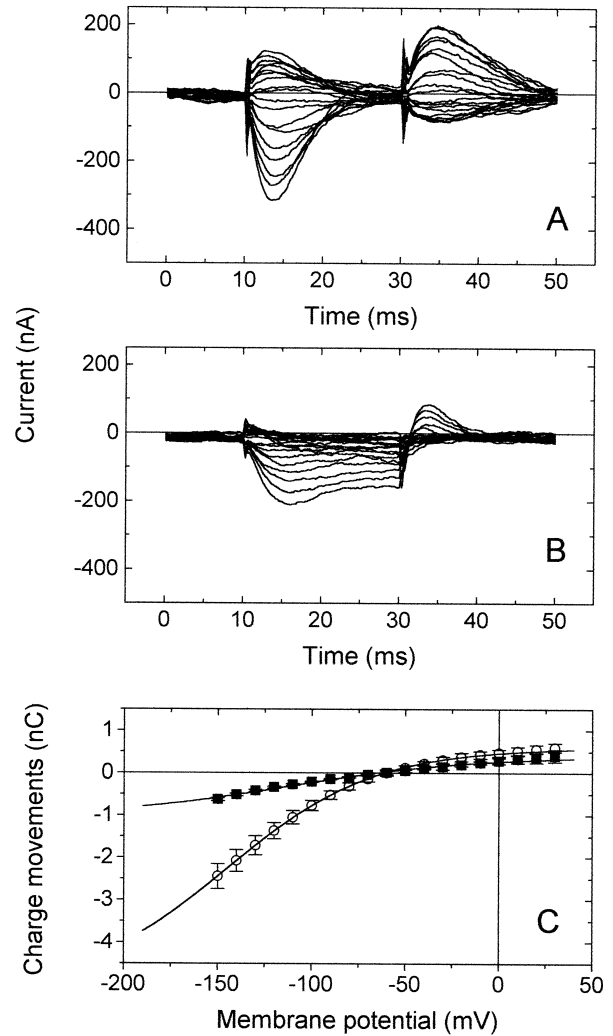 200
0
-200
-400
A
0 10 20 30 40 50
Time (ms)
Current (nA)
200
0
-200
-400
B
0 10 20 30 40 50
Time (ms)
1
0
-1
-2
-3
-4
Charge movements (nC)
C
-200 -150 -100 -50 0 50
Membrane potential (mV)